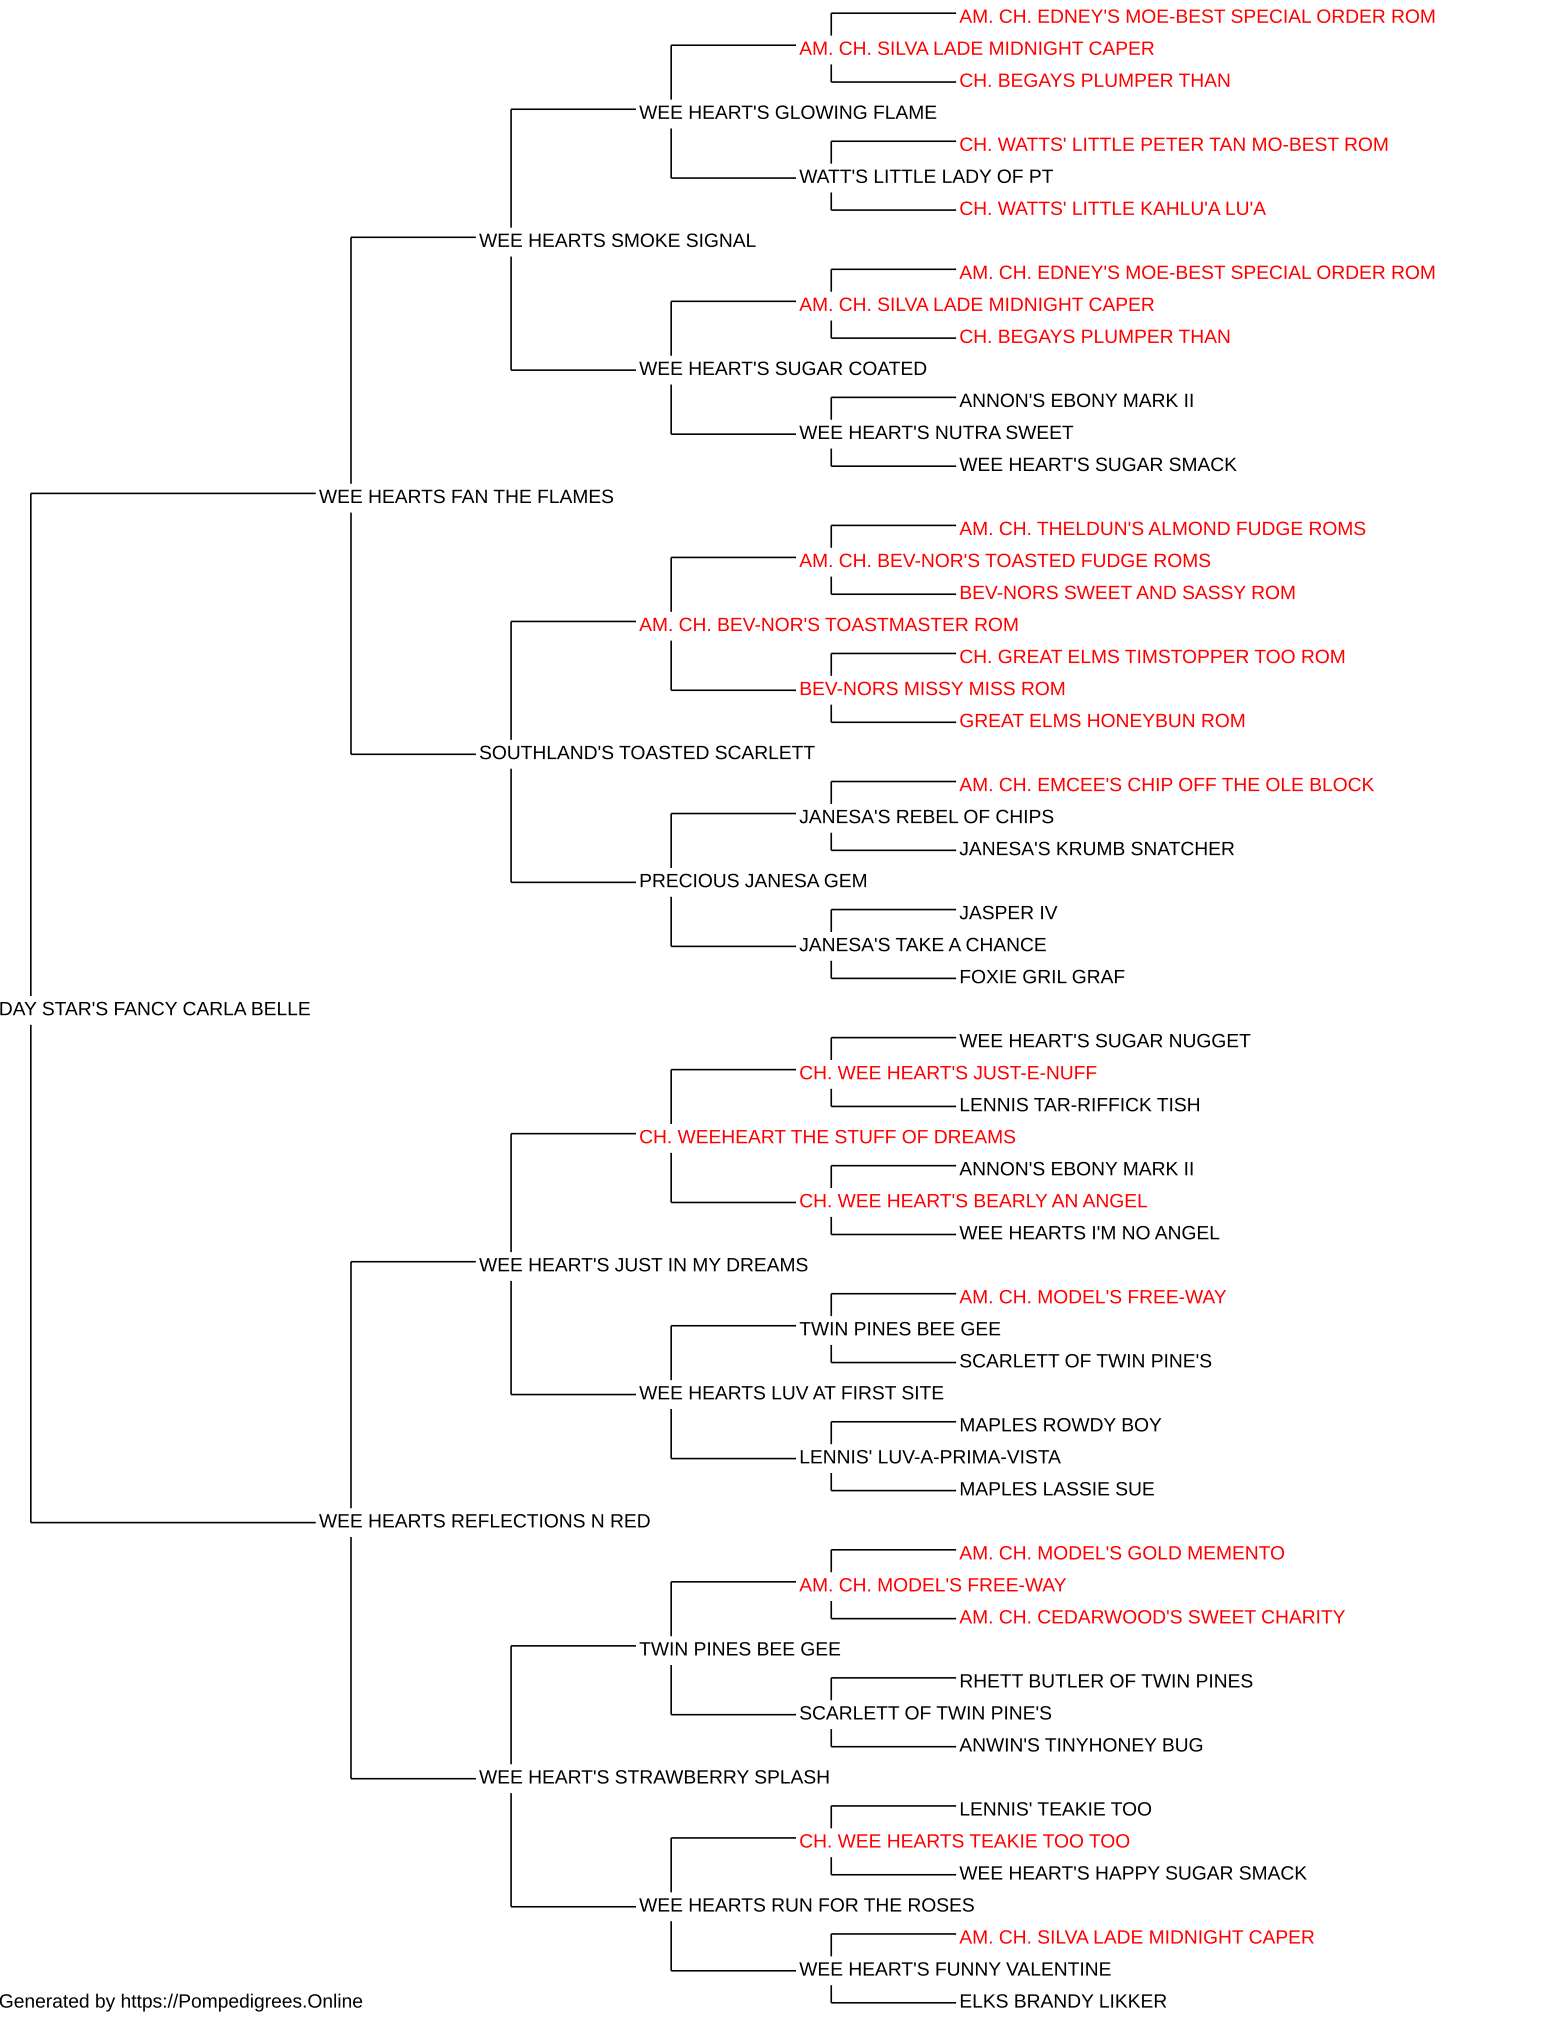 AM. CH. EDNEY'S MOE-BEST SPECIAL ORDER ROM
AM. CH. SILVA LADE MIDNIGHT CAPER
CH. BEGAYS PLUMPER THAN
WEE HEART'S GLOWING FLAME
CH. WATTS' LITTLE PETER TAN MO-BEST ROM
WATT'S LITTLE LADY OF PT
CH. WATTS' LITTLE KAHLU'A LU'A
WEE HEARTS SMOKE SIGNAL
AM. CH. EDNEY'S MOE-BEST SPECIAL ORDER ROM
AM. CH. SILVA LADE MIDNIGHT CAPER
CH. BEGAYS PLUMPER THAN
WEE HEART'S SUGAR COATED
ANNON'S EBONY MARK II
WEE HEART'S NUTRA SWEET
WEE HEART'S SUGAR SMACK
WEE HEARTS FAN THE FLAMES
AM. CH. THELDUN'S ALMOND FUDGE ROMS
AM. CH. BEV-NOR'S TOASTED FUDGE ROMS
BEV-NORS SWEET AND SASSY ROM
AM. CH. BEV-NOR'S TOASTMASTER ROM
CH. GREAT ELMS TIMSTOPPER TOO ROM
BEV-NORS MISSY MISS ROM
GREAT ELMS HONEYBUN ROM
SOUTHLAND'S TOASTED SCARLETT
AM. CH. EMCEE'S CHIP OFF THE OLE BLOCK
JANESA'S REBEL OF CHIPS
JANESA'S KRUMB SNATCHER
PRECIOUS JANESA GEM
JASPER IV
JANESA'S TAKE A CHANCE
FOXIE GRIL GRAF
DAY STAR'S FANCY CARLA BELLE
WEE HEART'S SUGAR NUGGET
CH. WEE HEART'S JUST-E-NUFF
LENNIS TAR-RIFFICK TISH
CH. WEEHEART THE STUFF OF DREAMS
ANNON'S EBONY MARK II
CH. WEE HEART'S BEARLY AN ANGEL
WEE HEARTS I'M NO ANGEL
WEE HEART'S JUST IN MY DREAMS
AM. CH. MODEL'S FREE-WAY
TWIN PINES BEE GEE
SCARLETT OF TWIN PINE'S
WEE HEARTS LUV AT FIRST SITE
MAPLES ROWDY BOY
LENNIS' LUV-A-PRIMA-VISTA
MAPLES LASSIE SUE
WEE HEARTS REFLECTIONS N RED
AM. CH. MODEL'S GOLD MEMENTO
AM. CH. MODEL'S FREE-WAY
AM. CH. CEDARWOOD'S SWEET CHARITY
TWIN PINES BEE GEE
RHETT BUTLER OF TWIN PINES
SCARLETT OF TWIN PINE'S
ANWIN'S TINYHONEY BUG
WEE HEART'S STRAWBERRY SPLASH
LENNIS' TEAKIE TOO
CH. WEE HEARTS TEAKIE TOO TOO
WEE HEART'S HAPPY SUGAR SMACK
WEE HEARTS RUN FOR THE ROSES
AM. CH. SILVA LADE MIDNIGHT CAPER
WEE HEART'S FUNNY VALENTINE
ELKS BRANDY LIKKER
Generated by https://Pompedigrees.Online